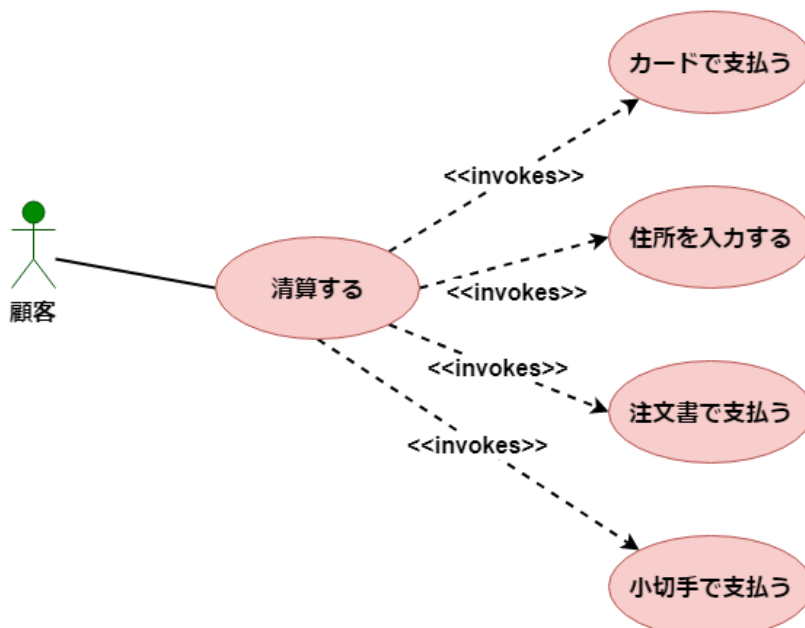 カードで支払う
<<invokes>>
住所を入力する
<<invokes>>
清算する
顧客
<<invokes>>
注文書で支払う
<<invokes>>
小切手で支払う